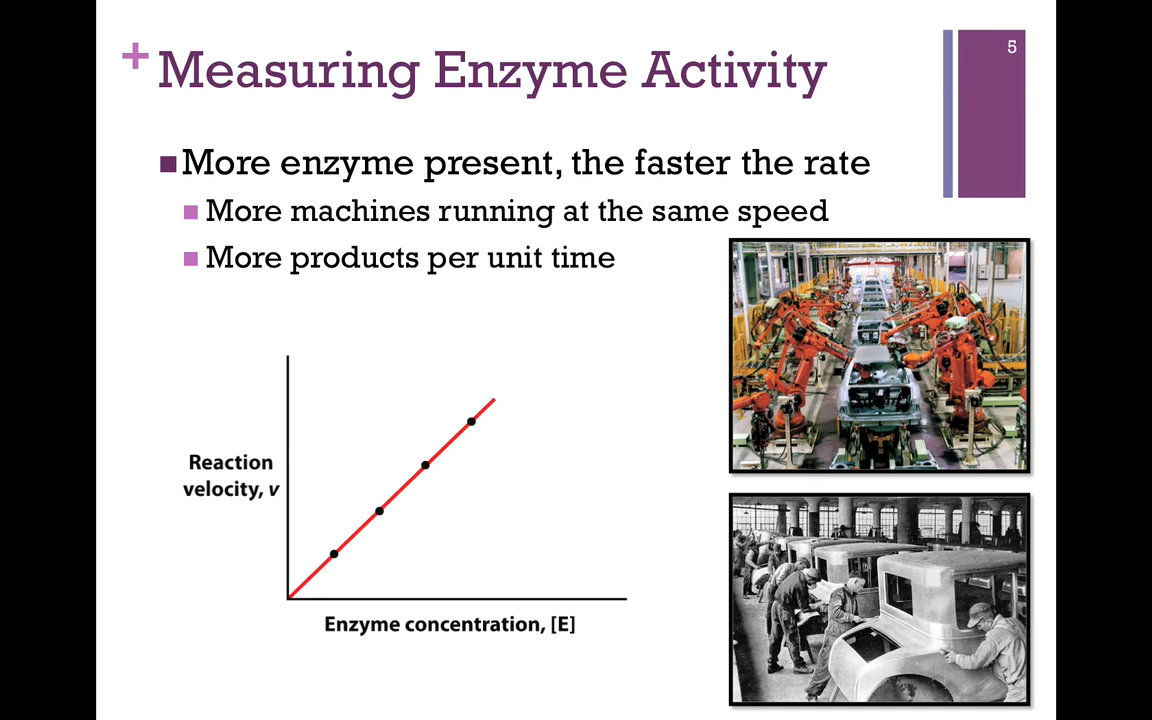 + Measuring Enzyme Activity
5
More enzyme present, the faster the rate
More machines running at the same speed
More products per unit time
Reaction
velocity, v
Enzyme concentration, [E]